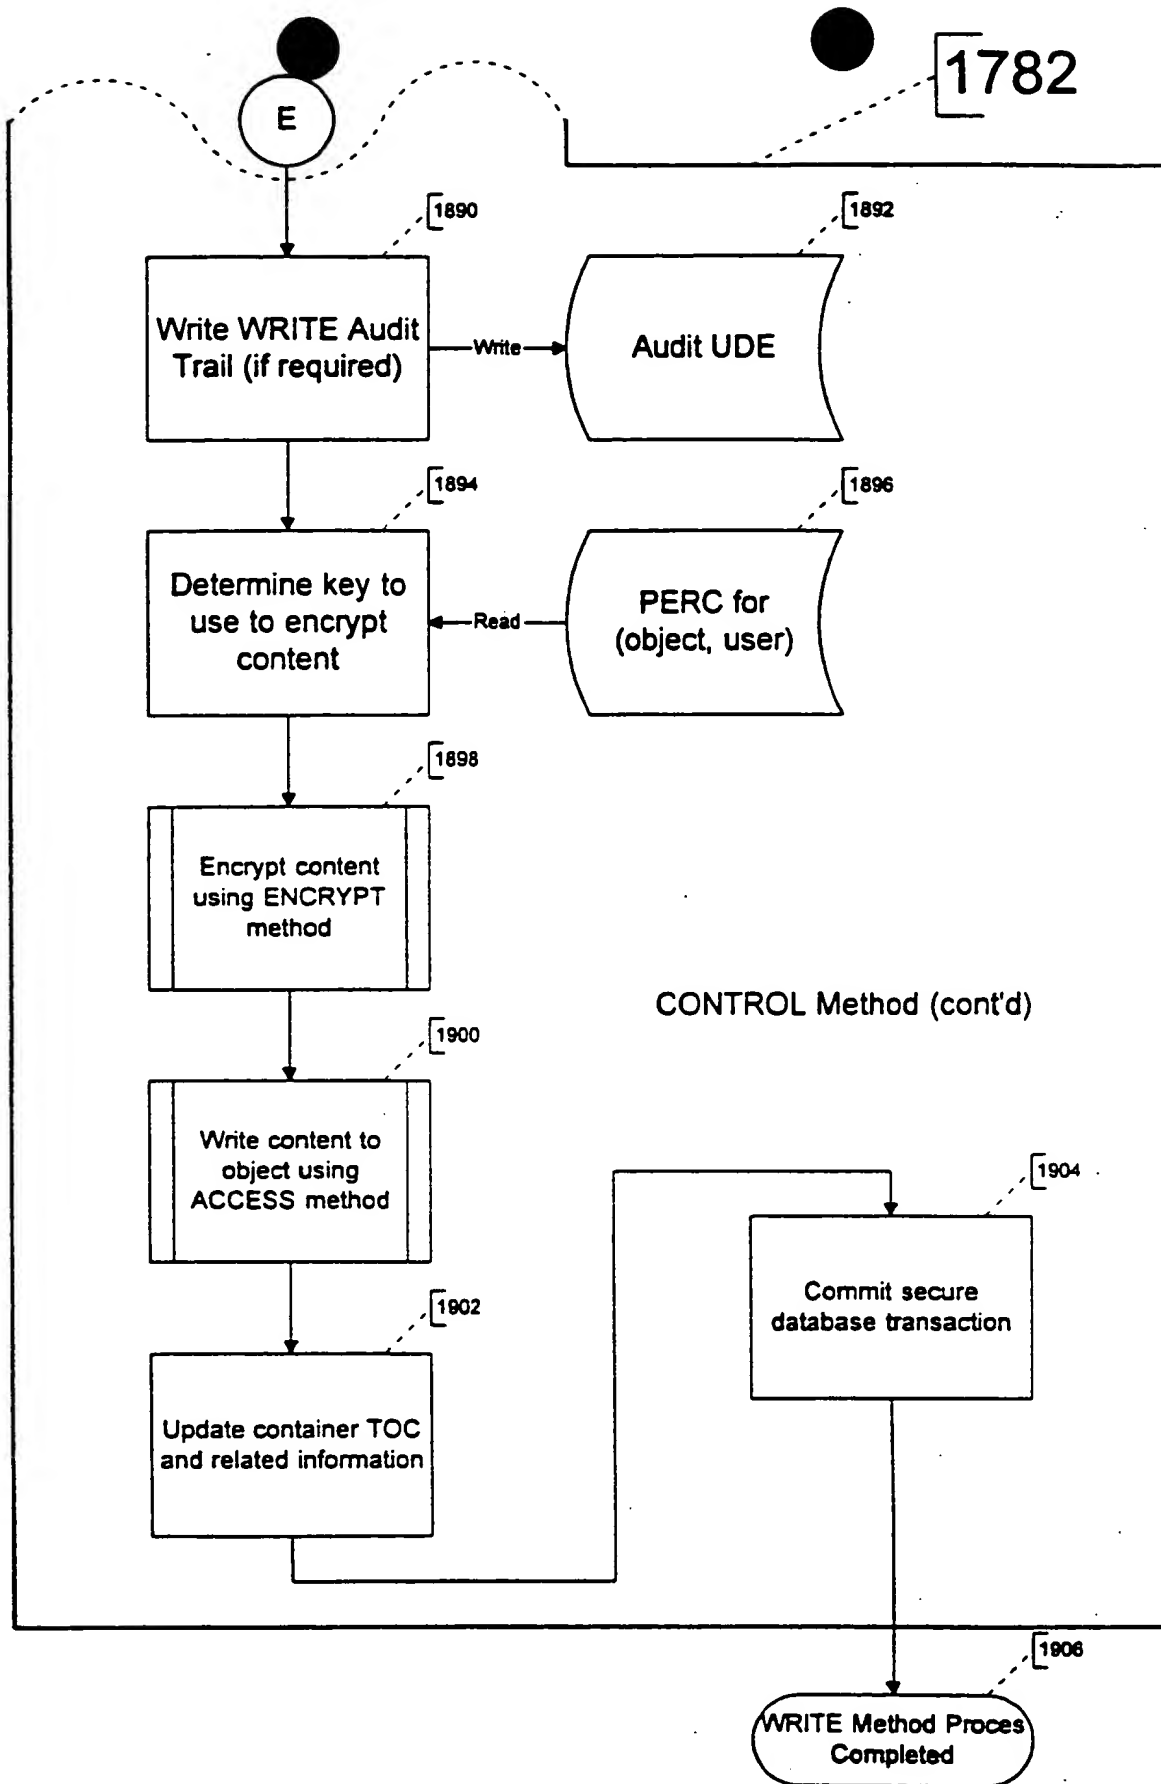 1782
E
1890
1892
Write WRITE Audit
Trail (if required)
Write
Audit UDE
1894
1896
Determine key to
use to encrypt
content
Read
PERC for
(object, user)
1898
Encrypt content
using ENCRYPT
method
CONTROL Method (cont'd)
1900
Write content to
object using
ACCESS method
1904
Commit secure
database transaction
1902
Update container TOC
and related information
1906
WRITE Method Proces
Completed